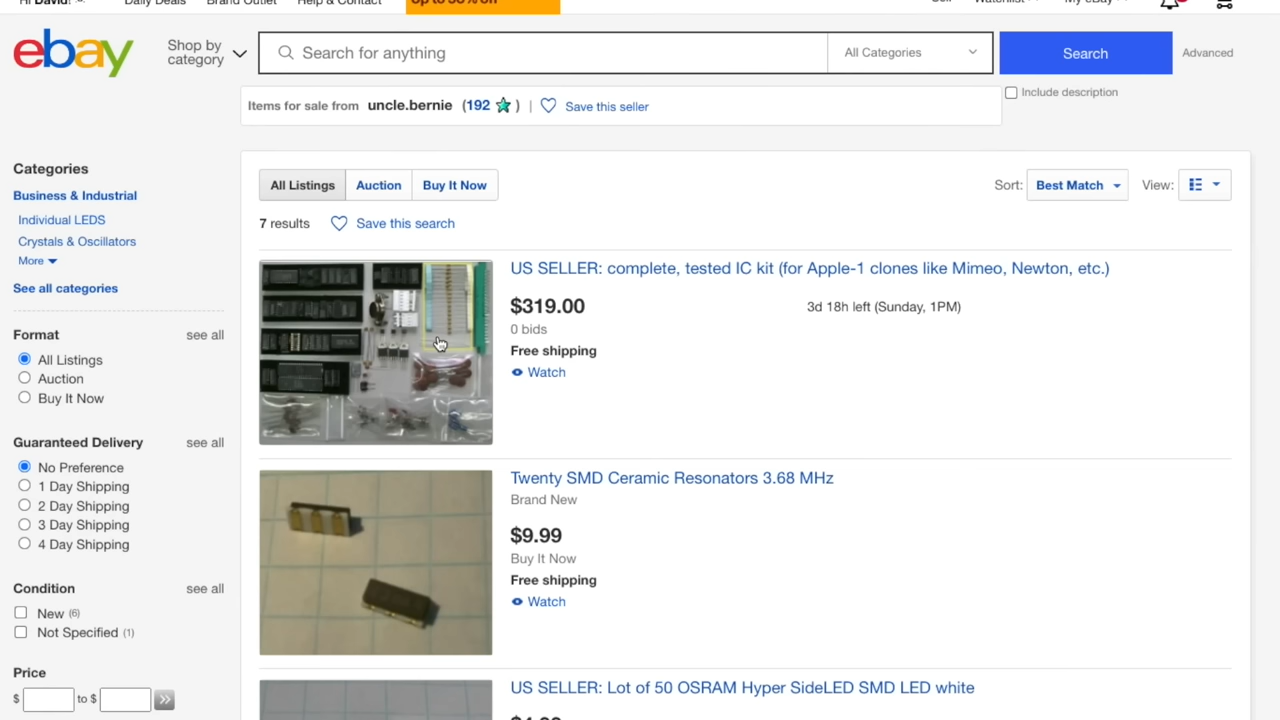 Hi David!
Daily Deals
Brand Outlet
Help & Contact
Sell
Watchlist
My eBay
ebay
Shop by
category
Search for anything
All Categories
Search
Advanced
Items for sale from uncle.bernie (192 ) | Save this seller
Include description
Categories
Business & Industrial
Individual LEDS
Crystals & Oscillators
More
See all categories
Format see all
All Listings
Auction
Buy It Now
Guaranteed Delivery see all
No Preference
1 Day Shipping
2 Day Shipping
3 Day Shipping
4 Day Shipping
Condition see all
New (6)
Not Specified (1)
Price
$ to $
All Listings Auction Buy It Now
Sort: Best Match View:
7 results Save this search
US SELLER: complete, tested IC kit (for Apple-1 clones like Mimeo, Newton, etc.)
$319.00 3d 18h left (Sunday, 1PM)
0 bids
Free shipping
Watch
Twenty SMD Ceramic Resonators 3.68 MHz
Brand New
$9.99
Buy It Now
Free shipping
Watch
US SELLER: Lot of 50 OSRAM Hyper SideLED SMD LED white